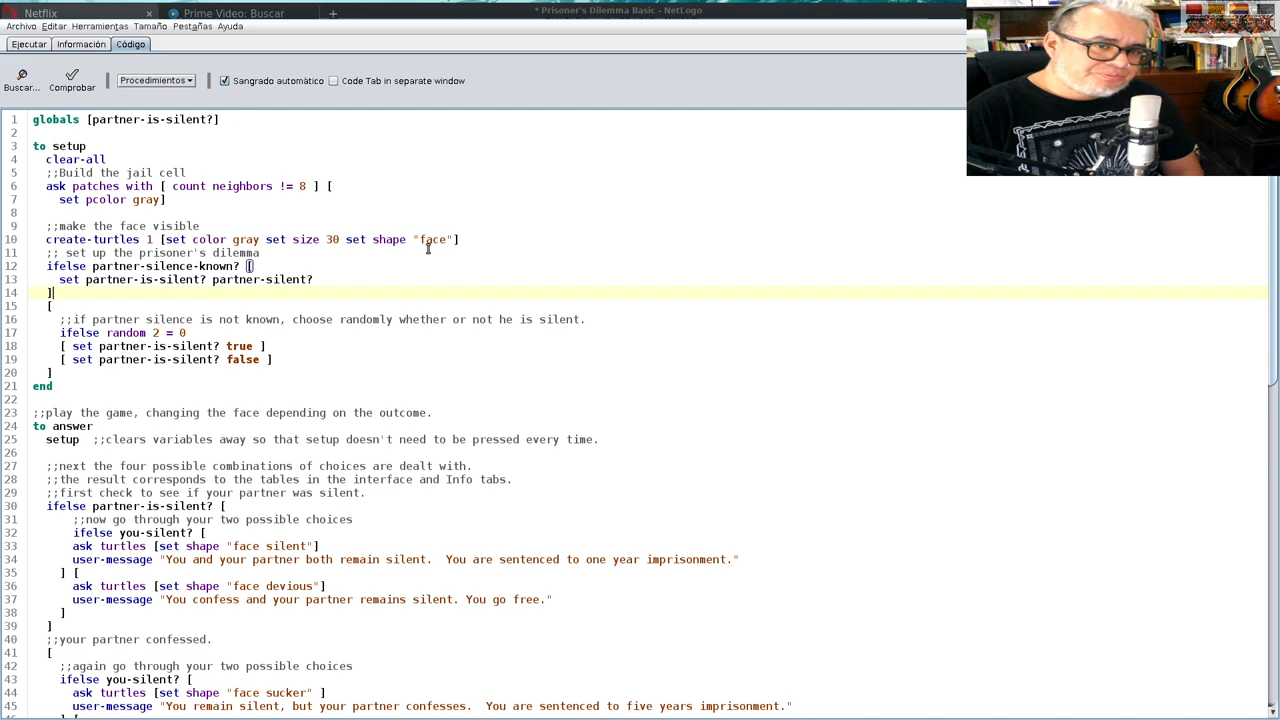 Netflix × Prime Video: Buscar + * Prisoner's Dilemma Basic - NetLogo
Archivo Editar Herramientas Tamaño Pestañas Ayuda
Ejecutar Información Código
Buscar... Comprobar Procedimientos Sangrado automático Code Tab in separate window
1 globals [partner-is-silent?]
2
3 to setup
4 clear-all
5 ;;Build the jail cell
6 ask patches with [ count neighbors != 8 ] [
7 set pcolor gray]
8
9 ;;make the face visible
10 create-turtles 1 [set color gray set size 30 set shape "face"]
11 ;; set up the prisoner's dilemma
12 ifelse partner-silence-known? [
13 set partner-is-silent? partner-silent?
14 ]
15 [
16 ;;if partner silence is not known, choose randomly whether or not he is silent.
17 ifelse random 2 = 0
18 [ set partner-is-silent? true ]
19 [ set partner-is-silent? false ]
20 ]
21 end
22
23 ;;play the game, changing the face depending on the outcome.
24 to answer
25 setup ;;clears variables away so that setup doesn't need to be pressed every time.
26
27 ;;next the four possible combinations of choices are dealt with.
28 ;;the result corresponds to the tables in the interface and Info tabs.
29 ;;first check to see if your partner was silent.
30 ifelse partner-is-silent? [
31 ;;now go through your two possible choices
32 ifelse you-silent? [
33 ask turtles [set shape "face silent"]
34 user-message "You and your partner both remain silent.  You are sentenced to one year imprisonment."
35 ] [
36 ask turtles [set shape "face devious"]
37 user-message "You confess and your partner remains silent. You go free."
38 ]
39 ]
40 ;;your partner confessed.
41 [
42 ;;again go through your two possible choices
43 ifelse you-silent? [
44 ask turtles [set shape "face sucker" ]
45 user-message "You remain silent, but your partner confesses.  You are sentenced to five years imprisonment."
] [